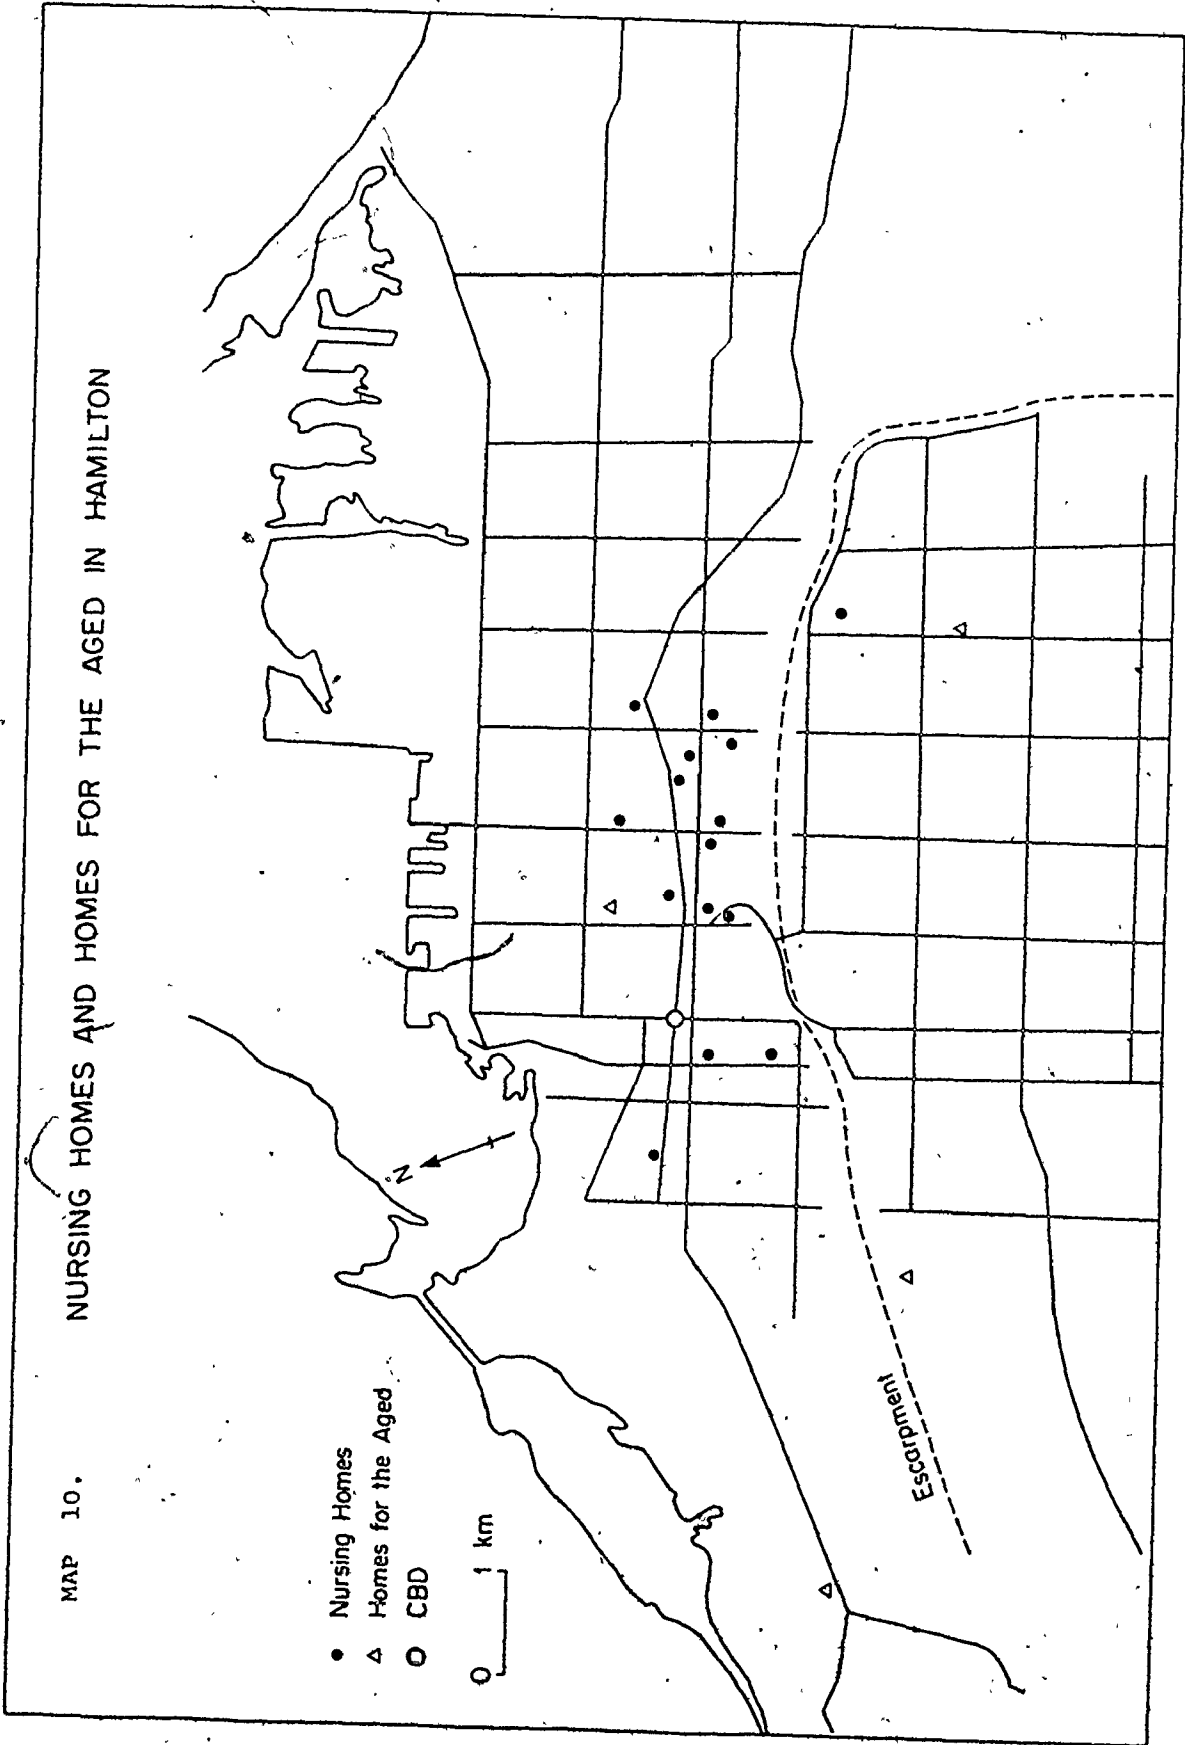 MAP 10.
NURSING HOMES AND HOMES FOR THE AGED IN HAMILTON
Nursing Homes
Homes for the Aged
CBD
0 1 km
N
Escarpment